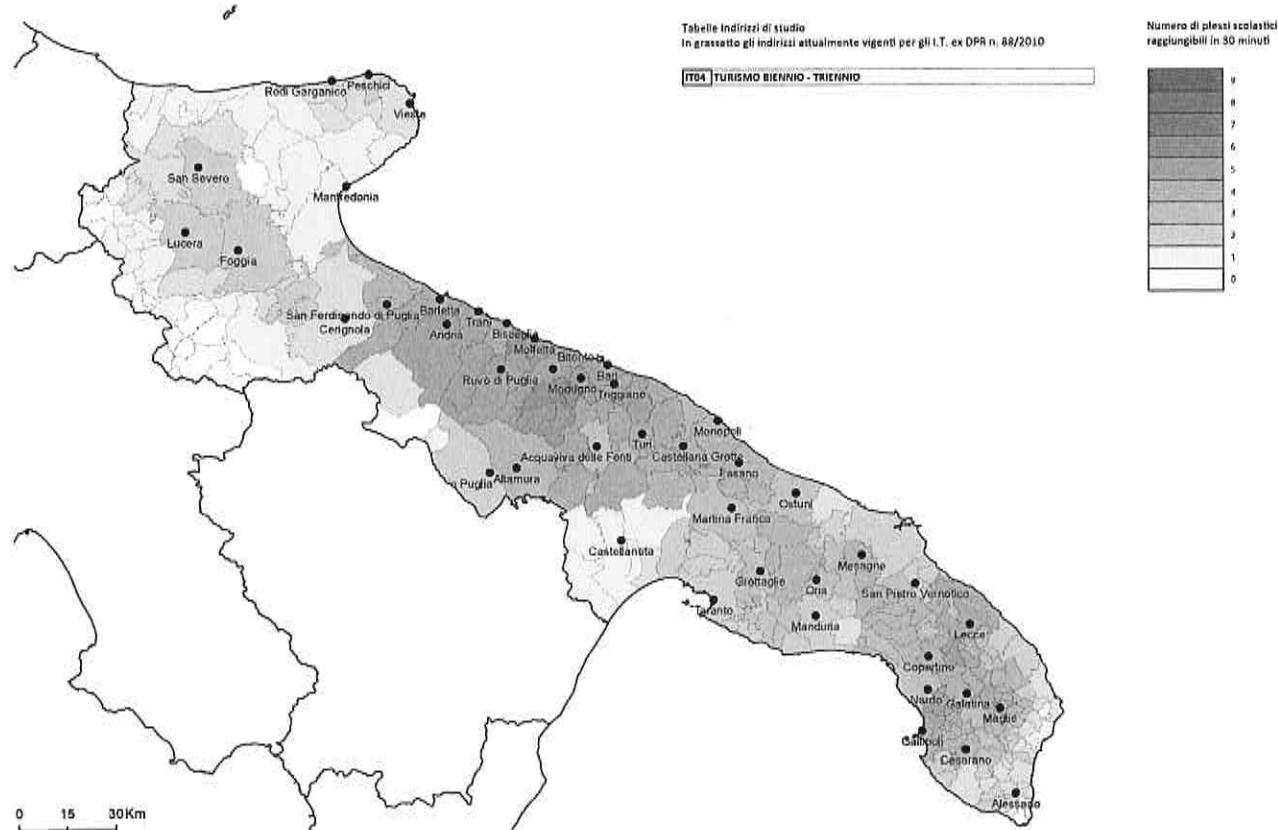 Tabelle Indirizzi di studio
In grassetto gli indirizzi attualmente vigenti per gli I.T. ex DPR n. 88/2010
IT04 TURISMO BIENNIO - TRIENNIO
Numero di plessi scolastici
raggiungibili in 30 minuti
9
8
7
6
5
4
3
2
1
0
Rodi Garganico
Peschici
Vieste
San Severo
Manfredonia
Lucera
Foggia
San Ferdinando di Puglia
Cerignola
Barletta
Andria
Trani
Bisceglie
Molfetta
Bitonto
Bari
Ruvo di Puglia
Modugno
Triggiano
Monopoli
Turi
Castellana Grotte
Acquaviva delle Fonti
Fasano
a Puglia
Altamura
Ostuni
Martina Franca
Castellaneta
Mesagne
Grottaglie
Oria
San Pietro Vernotico
Taranto
Manduria
Lecce
Copertino
Nardo'
Galatina
Maglie
Gallipoli
Casarano
Alessano
0 15 30Km